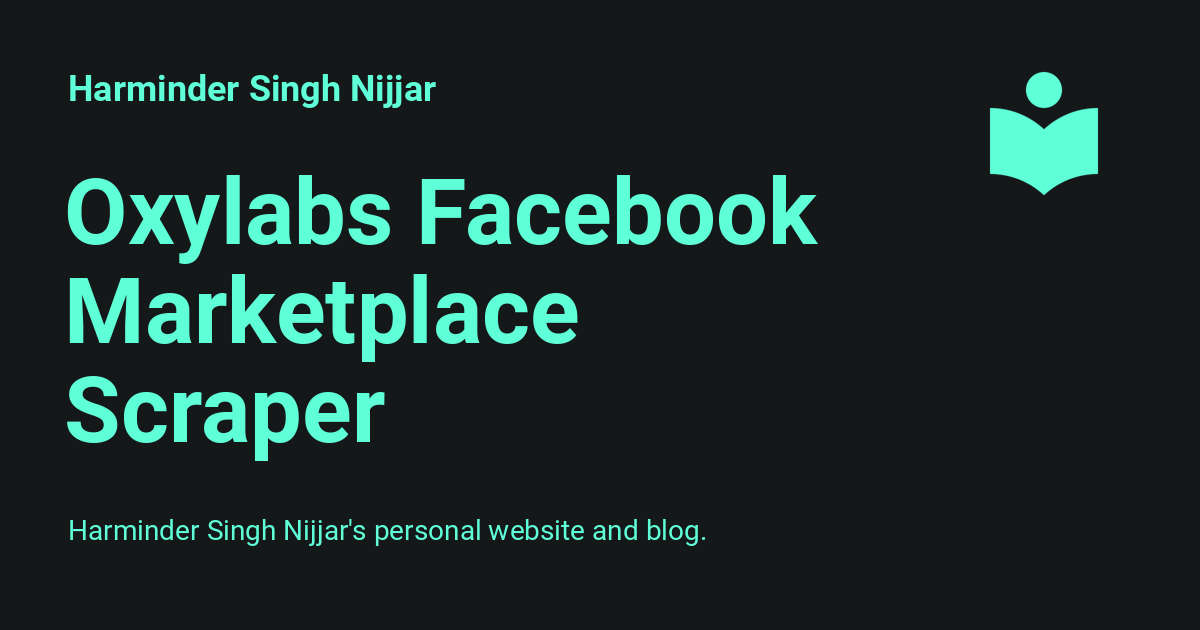 Harminder Singh Nijjar
Oxylabs Facebook
Marketplace
Scraper
Harminder Singh Nijjar's personal website and blog.